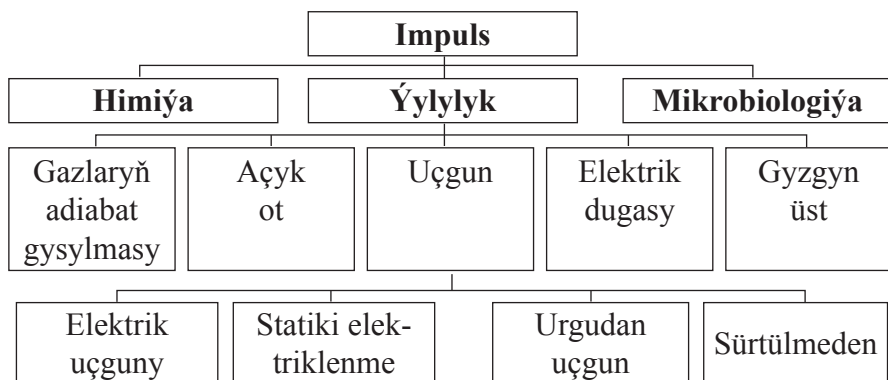 Impuls
Himiýa
Ýylylyk
Mikrobiologiýa
Gazlaryň
adiabat
gysylmasy
Açyk
ot
Uçgun
Elektrik
dugasy
Gyzgyn
üst
Elektrik
uçguny
Statiki elek-
triklenme
Urgudan
uçgun
Sürtülmeden